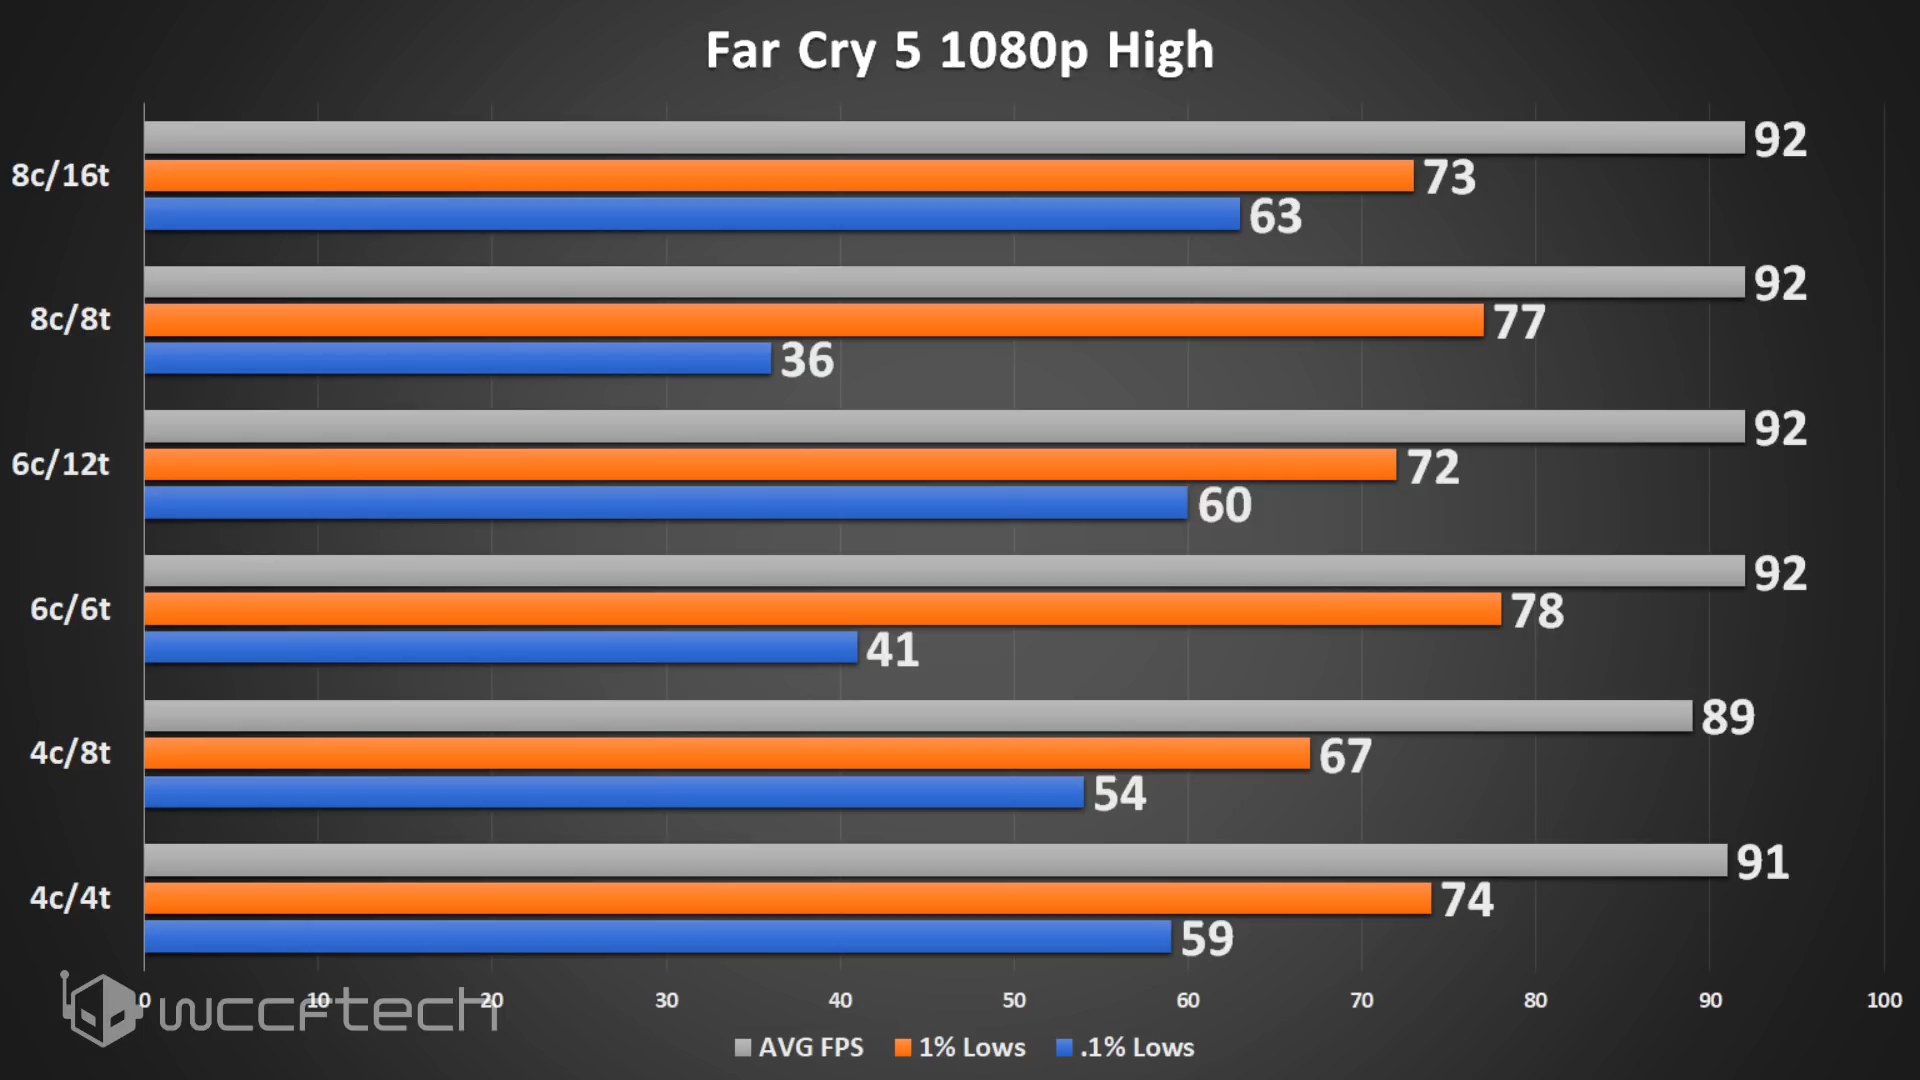 Far Cry 5 1080p High
8c/16t
92
73
63
8c/8t
92
77
36
6c/12t
92
72
60
6c/6t
92
78
41
4c/8t
89
67
54
4c/4t
91
74
59
0 10 20 30 40 50 60 70 80 90 100
wccftech
AVG FPS 1% Lows .1% Lows